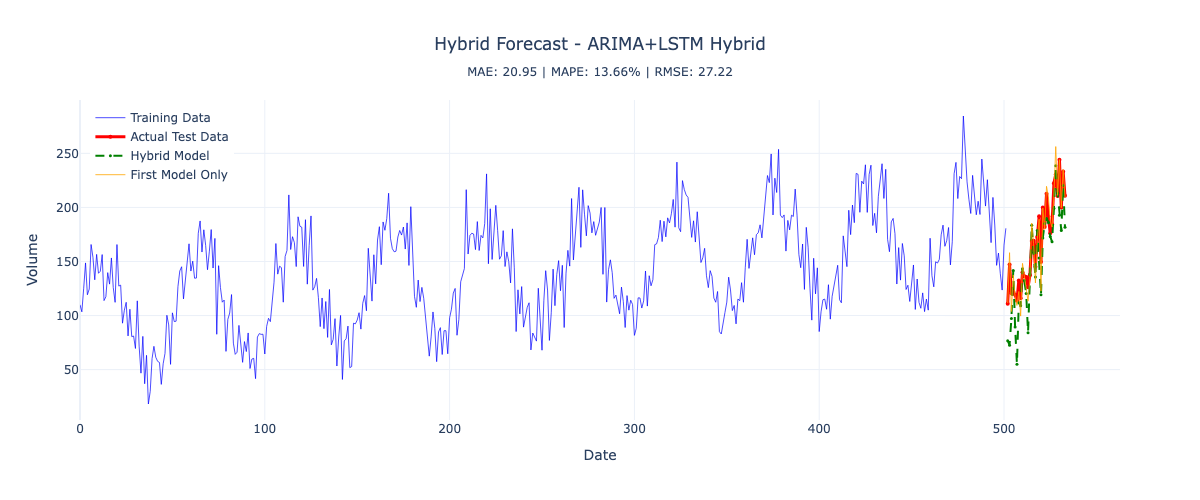 Hybrid Forecast - ARIMA+LSTM Hybrid
MAE: 20.95 | MAPE: 13.66% | RMSE: 27.22
Training Data
Actual Test Data
Hybrid Model
First Model Only
Volume
250
200
150
100
50
0 100 200 300 400 500
Date